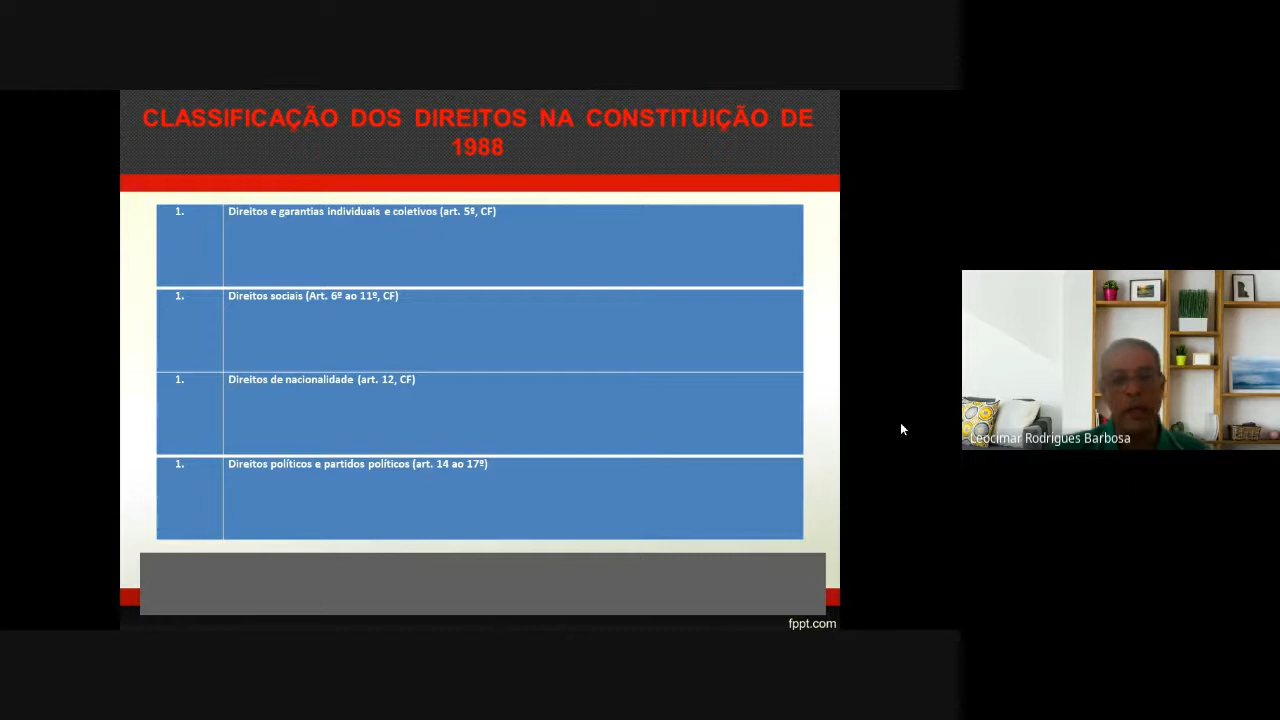 CLASSIFICAÇÃO DOS DIREITOS NA CONSTITUIÇÃO DE
1988
1. Direitos e garantias individuais e coletivos (art. 5º, CF)
1. Direitos sociais (Art. 6º ao 11º, CF)
1. Direitos de nacionalidade (art. 12, CF)
1. Direitos políticos e partidos políticos (art. 14 ao 17º)
Leocimar Rodrigues Barbosa
fppt.com